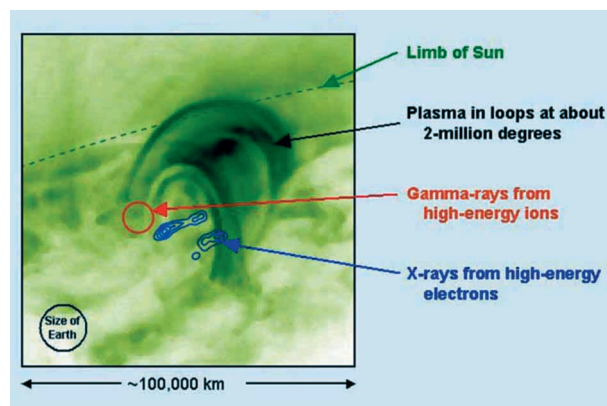 Limb of Sun
Plasma in loops at about
2-million degrees
Gamma-rays from
high-energy ions
X-rays from high-energy
electrons
Size of
Earth
~100,000 km